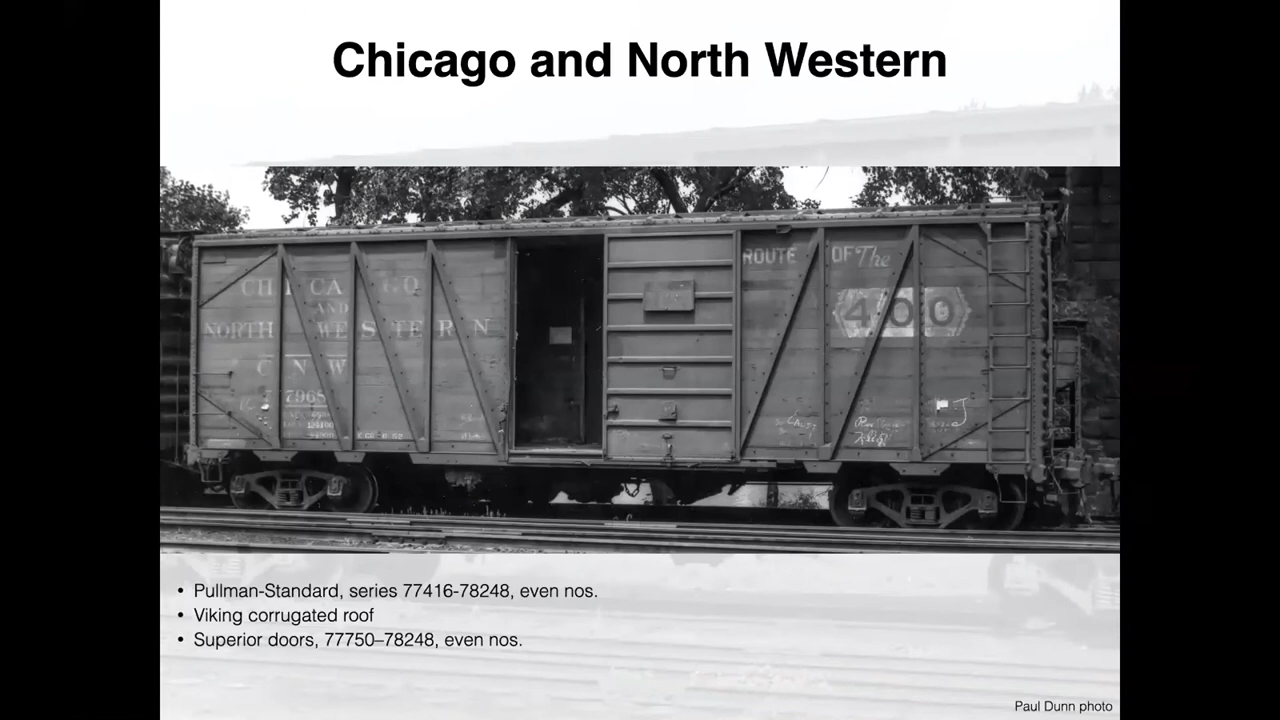 Chicago and North Western
CHICAGO
AND
NORTH WESTERN
C N W
ROUTE OF The
400
• Pullman-Standard, series 77416-78248, even nos.
• Viking corrugated roof
• Superior doors, 77750–78248, even nos.
Paul Dunn photo